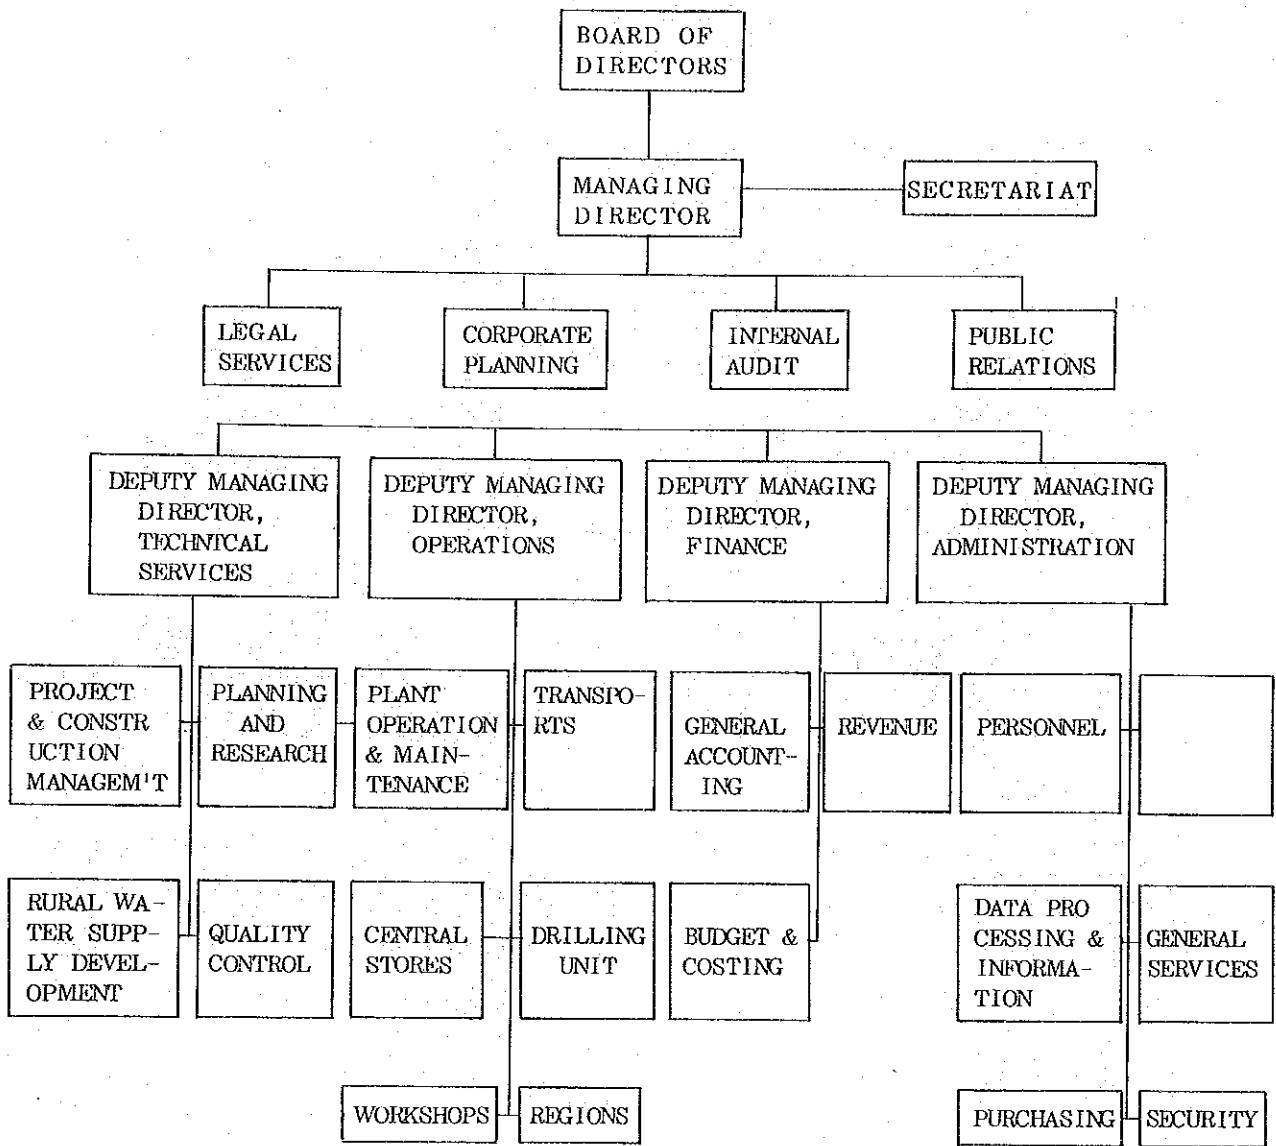 BOARD OF
DIRECTORS
MANAGING
DIRECTOR
SECRETARIAT
LEGAL
SERVICES
CORPORATE
PLANNING
INTERNAL
AUDIT
PUBLIC
RELATIONS
DEPUTY MANAGING
DIRECTOR,
TECHNICAL
SERVICES
DEPUTY MANAGING
DIRECTOR,
OPERATIONS
DEPUTY MANAGING
DIRECTOR,
FINANCE
DEPUTY MANAGING
DIRECTOR,
ADMINISTRATION
PROJECT
& CONSTR
UCTION
MANAGEM'T
PLANNING
AND
RESEARCH
PLANT
OPERATION
& MAIN-
TENANCE
TRANSPO-
RTS
GENERAL
ACCOUNT-
ING
REVENUE
PERSONNEL
RURAL WA-
TER SUPP-
LY DEVEL-
OPMENT
QUALITY
CONTROL
CENTRAL
STORES
DRILLING
UNIT
BUDGET &
COSTING
DATA PRO
CESSING &
INFORMA-
TION
GENERAL
SERVICES
WORKSHOPS
REGIONS
PURCHASING
SECURITY